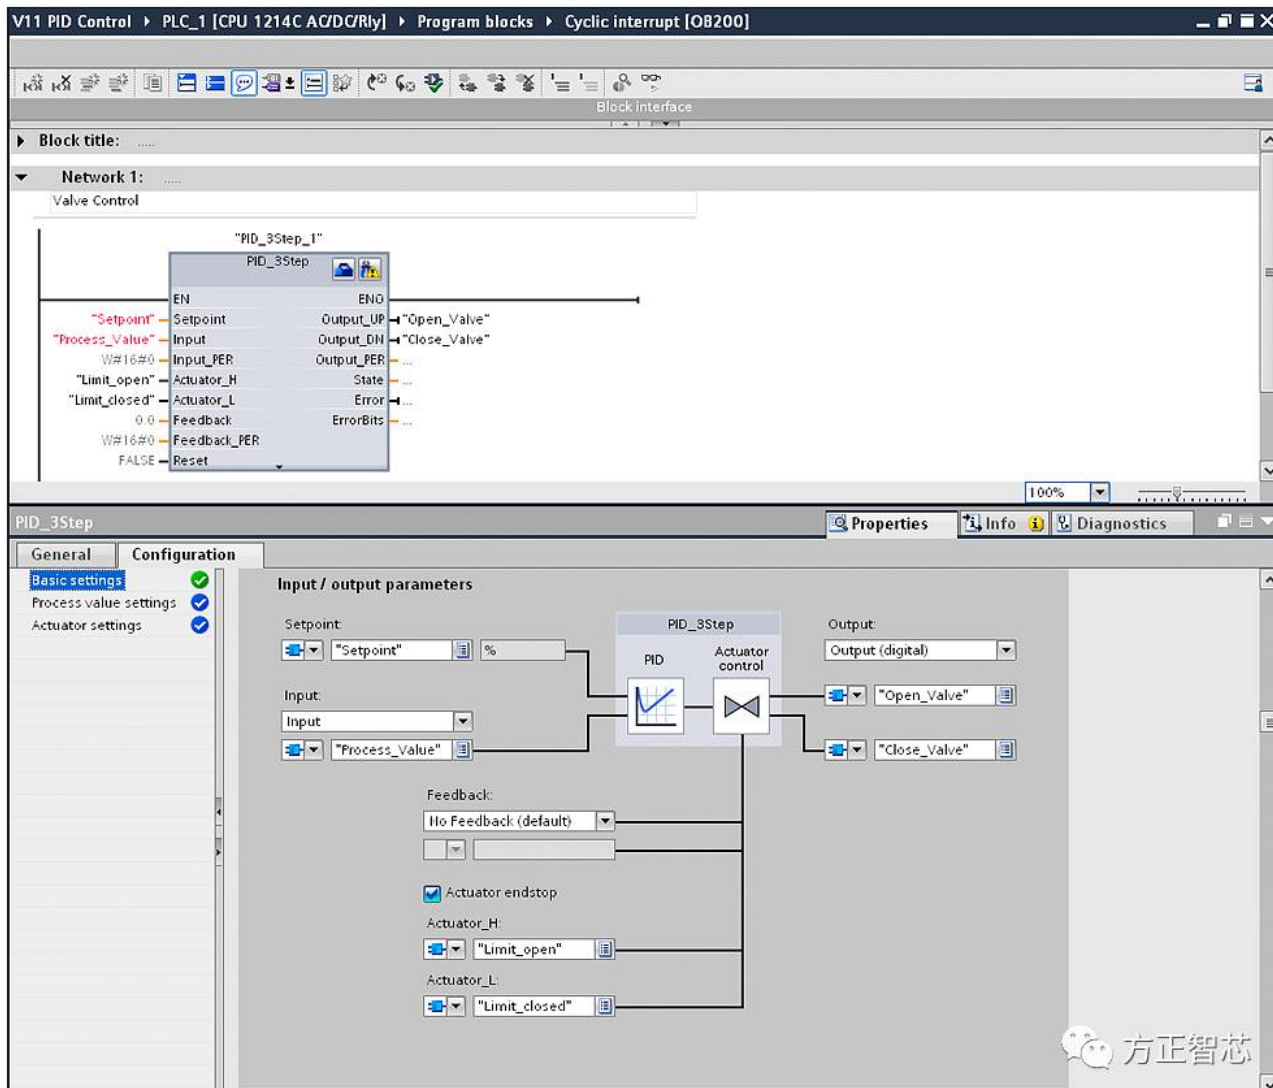 V11 PID Control ▸ PLC_1 [CPU 1214C AC/DC/Rly] ▸ Program blocks ▸ Cyclic interrupt [OB200]
Block interface
Block title: .....
Network 1: .....
Valve Control
"PID_3Step_1"
PID_3Step
EN ENO
"Setpoint" Setpoint Output_UP "Open_Valve"
"Process_Value" Input Output_DN "Close_Valve"
W#16#0 Input_PER Output_PER ...
"Limit_open" Actuator_H State ...
"Limit_closed" Actuator_L Error ...
0.0 Feedback ErrorBits ...
W#16#0 Feedback_PER
FALSE Reset
100%
PID_3Step Properties Info Diagnostics
General Configuration
Basic settings
Process value settings
Actuator settings
Input / output parameters
Setpoint:
"Setpoint" %
Input:
Input
"Process_Value"
PID_3Step
PID Actuator control
Output:
Output (digital)
"Open_Valve"
"Close_Valve"
Feedback:
No Feedback (default)
Actuator endstop
Actuator_H:
"Limit_open"
Actuator_L:
"Limit_closed"
方正智芯